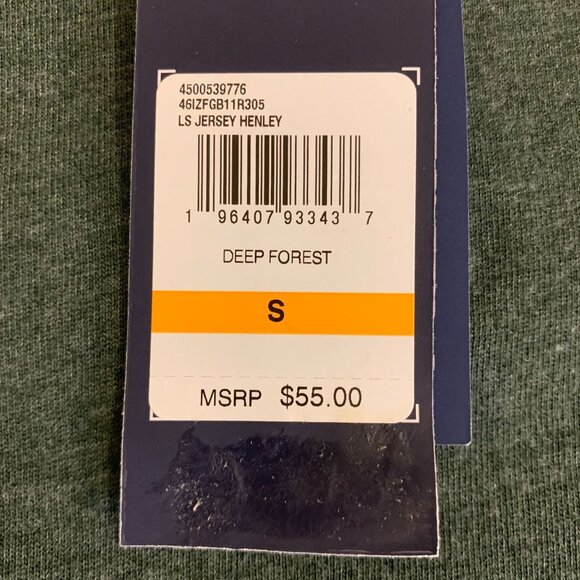 4500539776
46IZFGB11R305
LS JERSEY HENLEY
1 96407 93343 7
DEEP FOREST
S
MSRP $55.00